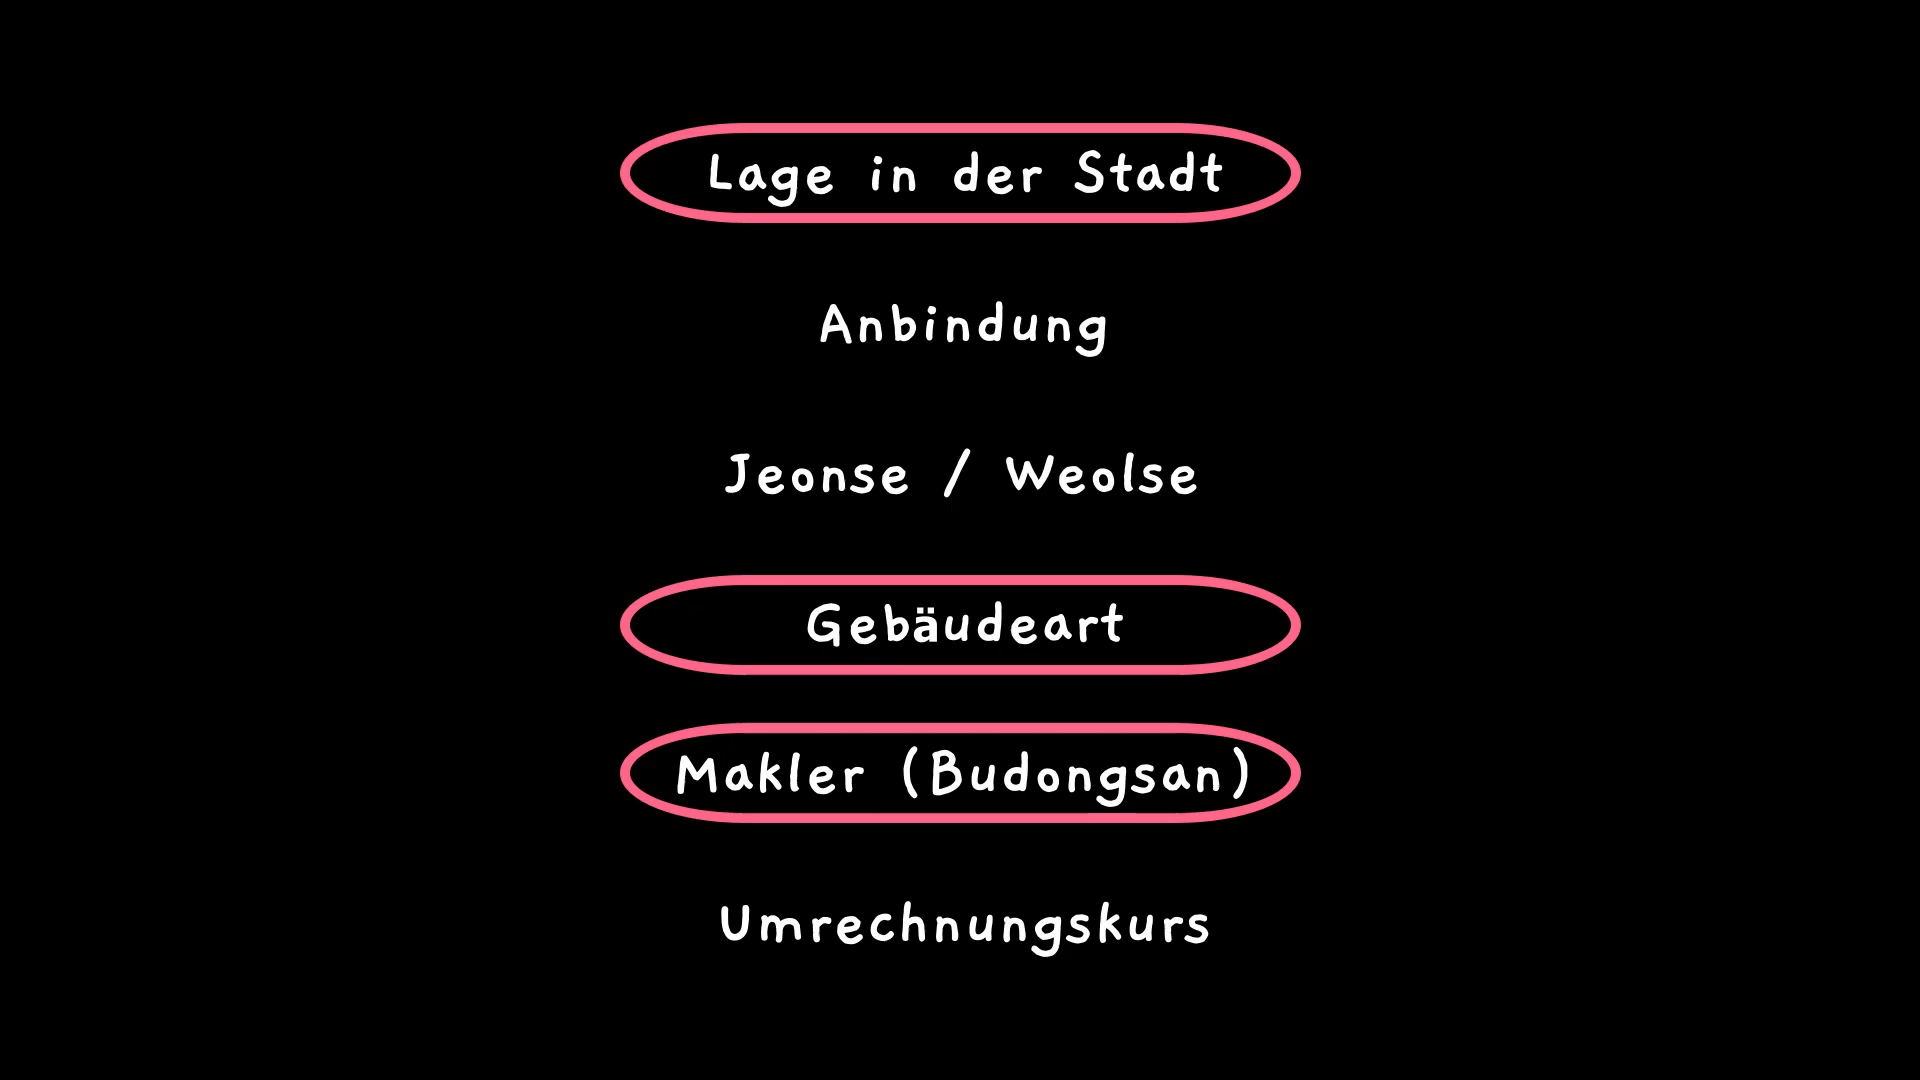 Lage in der Stadt
Anbindung
Jeonse / Weolse
Gebäudeart
Makler (Budongsan)
Umrechnungskurs